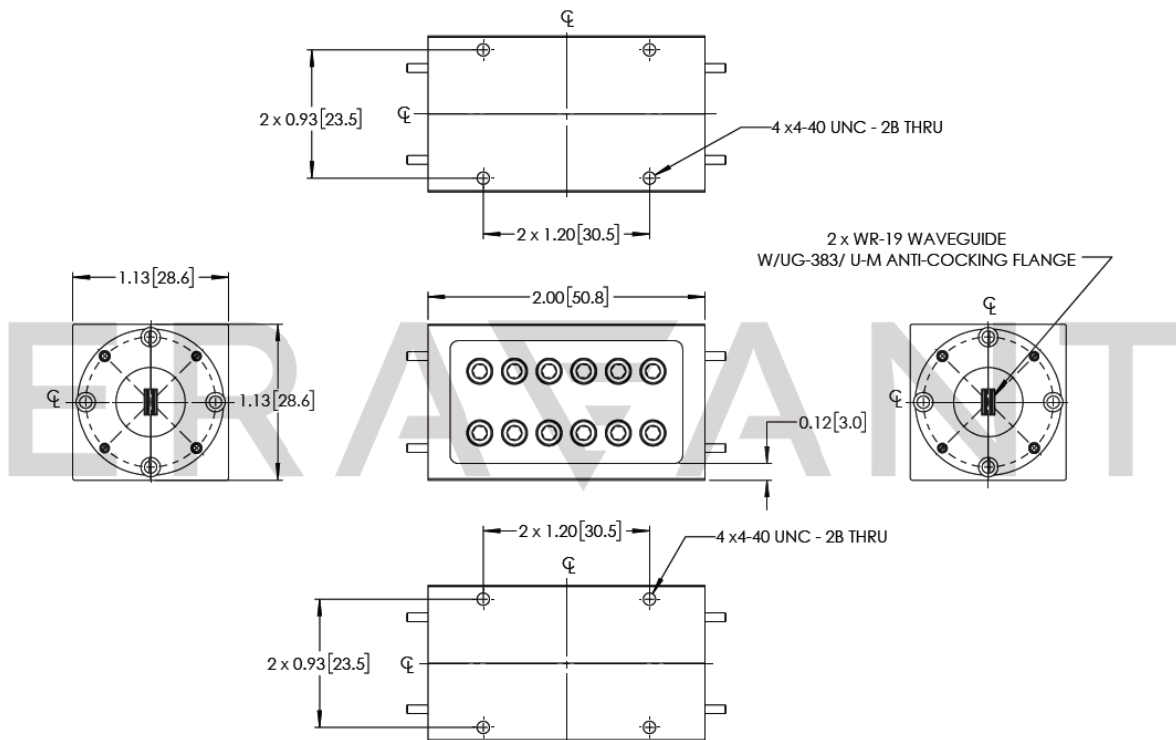 ℄
2 x 0.93[23.5]
℄
4 x4-40 UNC - 2B THRU
2 x 1.20[30.5]
2 x WR-19 WAVEGUIDE
W/UG-383/ U-M ANTI-COCKING FLANGE
1.13[28.6]
2.00[50.8]
℄
ERAVANT
℄
1.13[28.6]
℄
0.12[3.0]
2 x 1.20[30.5]
4 x4-40 UNC - 2B THRU
℄
2 x 0.93[23.5]
℄